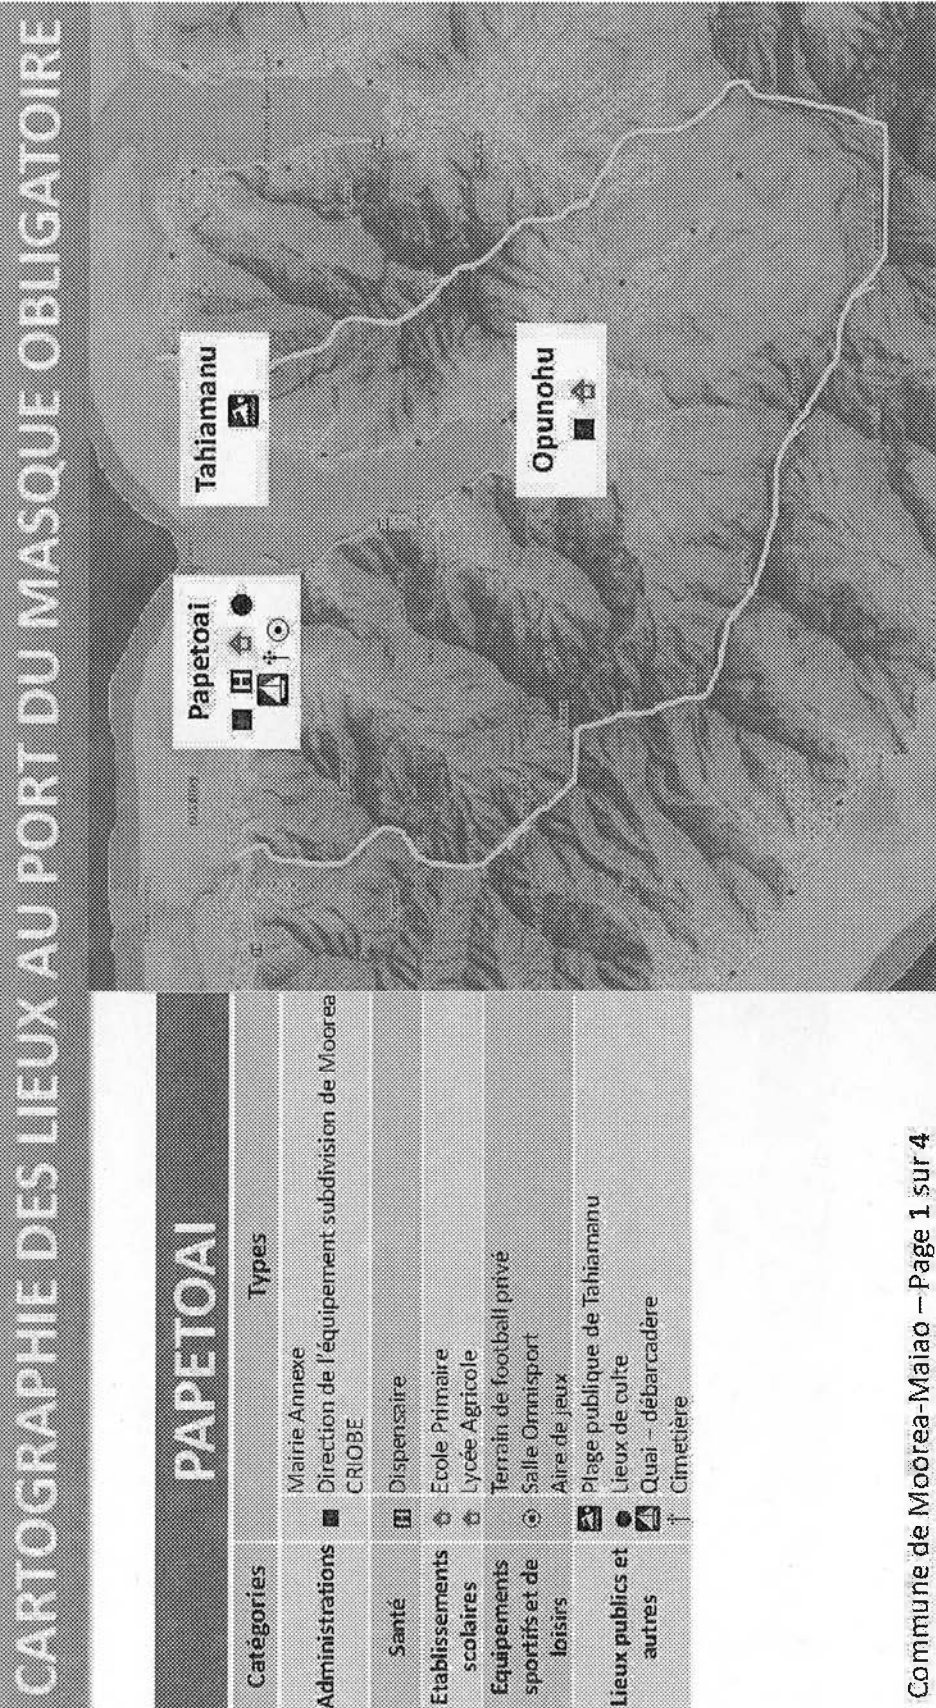 CARTOGRAPHIE DES LIEUX AU PORT DU MASQUE OBLIGATOIRE
PAPETOAI
Catégories Types
Administrations
Mairie Annexe
Direction de l'équipement subdivision de Moorea
CRIOBE
Santé Dispensaire
Etablissements scolaires
Ecole Primaire
Lycée Agricole
Equipements sportifs et de loisirs
Terrain de football privé
Salle Omnisport
Aire de jeux
Lieux publics et autres
Plage publique de Tahiamanu
Lieux de culte
Quai – débarcadère
Cimetière
Papetoai
Tahiamanu
Opunohu
Commune de Moorea-Maiao – Page 1 sur 4